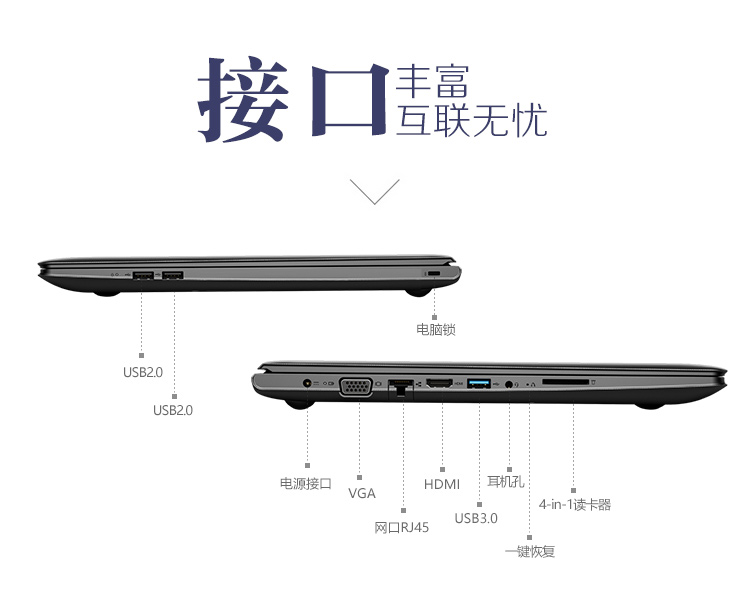 接口
丰富
互联无忧
电脑锁
USB2.0
USB2.0
电源接口
VGA
网口RJ45
HDMI
USB3.0
耳机孔
一键恢复
4-in-1读卡器